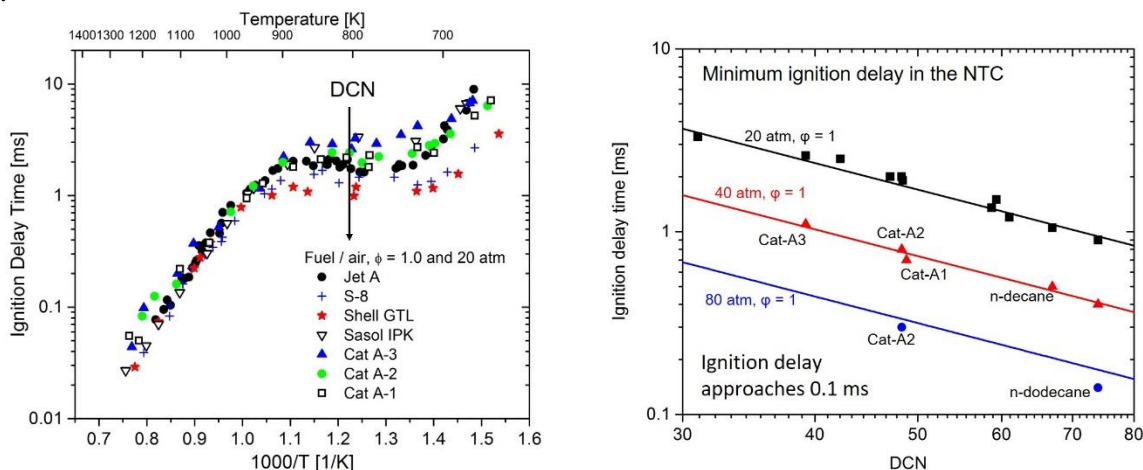 Temperature [K]
1400 1300 1200 1100 1000 900 800 700
Ignition Delay Time [ms]
10
1
0.1
0.01
DCN
Fuel / air, ϕ = 1.0 and 20 atm
Jet A
S-8
Shell GTL
Sasol IPK
Cat A-3
Cat A-2
Cat A-1
0.7 0.8 0.9 1.0 1.1 1.2 1.3 1.4 1.5 1.6
1000/T [1/K]
Ignition delay time [ms]
10
1
0.1
Minimum ignition delay in the NTC
20 atm, φ = 1
40 atm, φ = 1
Cat-A3
Cat-A2
Cat-A1
n-decane
80 atm, φ = 1
Cat-A2
Ignition delay
approaches 0.1 ms
n-dodecane
30 40 50 60 70 80
DCN